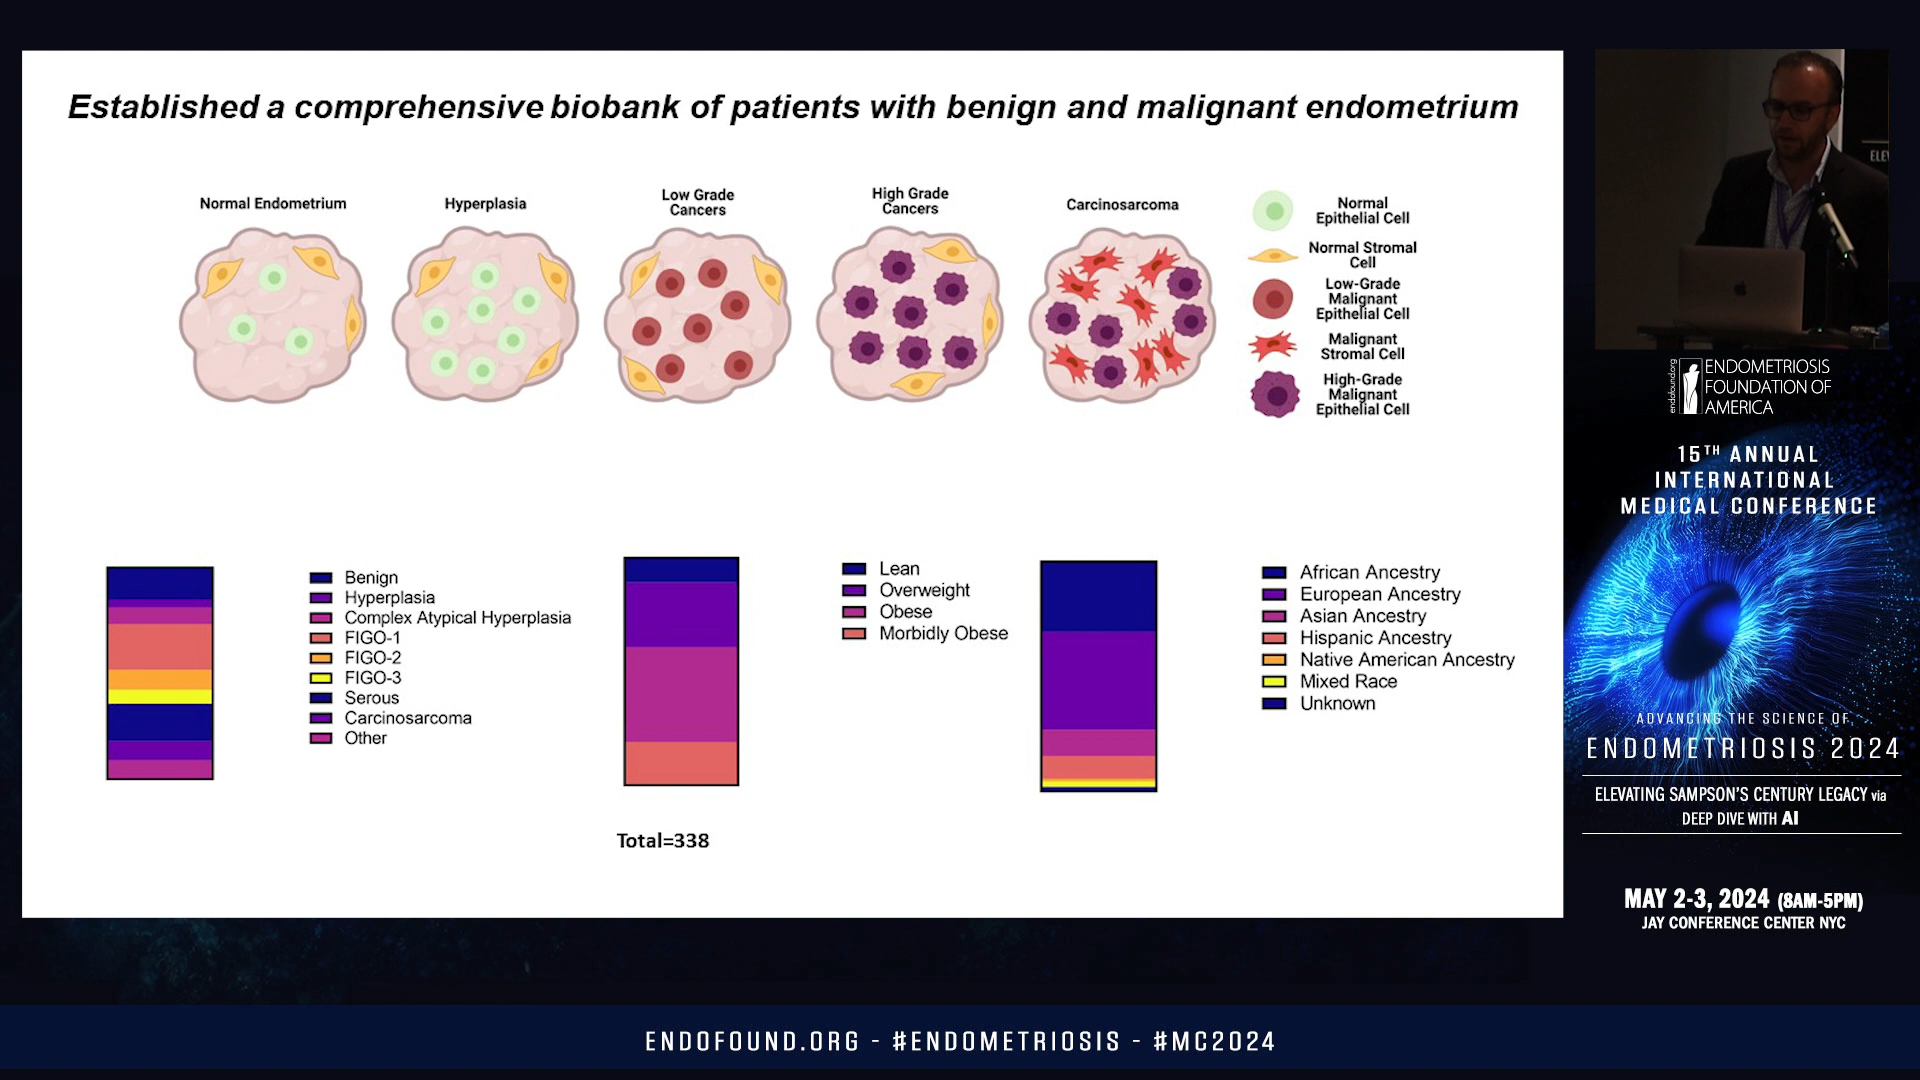 Established a comprehensive biobank of patients with benign and malignant endometrium
Normal Endometrium
Hyperplasia
Low Grade
Cancers
High Grade
Cancers
Carcinosarcoma
Normal
Epithelial Cell
Normal Stromal
Cell
Low-Grade
Malignant
Epithelial Cell
Malignant
Stromal Cell
High-Grade
Malignant
Epithelial Cell
Benign
Hyperplasia
Complex Atypical Hyperplasia
FIGO-1
FIGO-2
FIGO-3
Serous
Carcinosarcoma
Other
Lean
Overweight
Obese
Morbidly Obese
African Ancestry
European Ancestry
Asian Ancestry
Hispanic Ancestry
Native American Ancestry
Mixed Race
Unknown
Total=338
ELE
endofound.org
ENDOMETRIOSIS
FOUNDATION OF
AMERICA
15TH ANNUAL
INTERNATIONAL
MEDICAL CONFERENCE
ADVANCING THE SCIENCE OF
ENDOMETRIOSIS 2024
ELEVATING SAMPSON'S CENTURY LEGACY via
DEEP DIVE WITH AI
MAY 2-3, 2024 (8AM-5PM)
JAY CONFERENCE CENTER NYC
ENDOFOUND.ORG - #ENDOMETRIOSIS - #MC2024